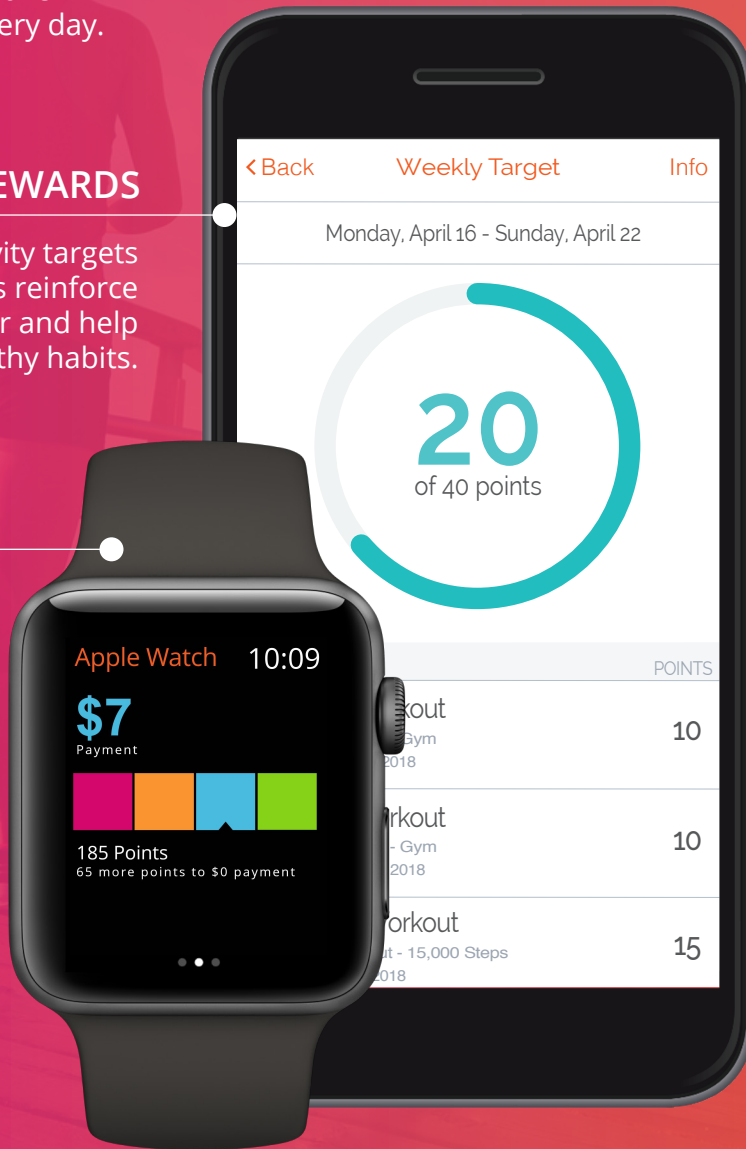 ery day.
EWARDS
vity targets
s reinforce
r and help
thy habits.
Back
Weekly Target
Info
Monday, April 16 - Sunday, April 22
20
of 40 points
POINTS
kout
Gym
2018
10
rkout
- Gym
2018
10
orkout
ut - 15,000 Steps
2018
15
Apple Watch 10:09
$7
Payment
185 Points
65 more points to $0 payment